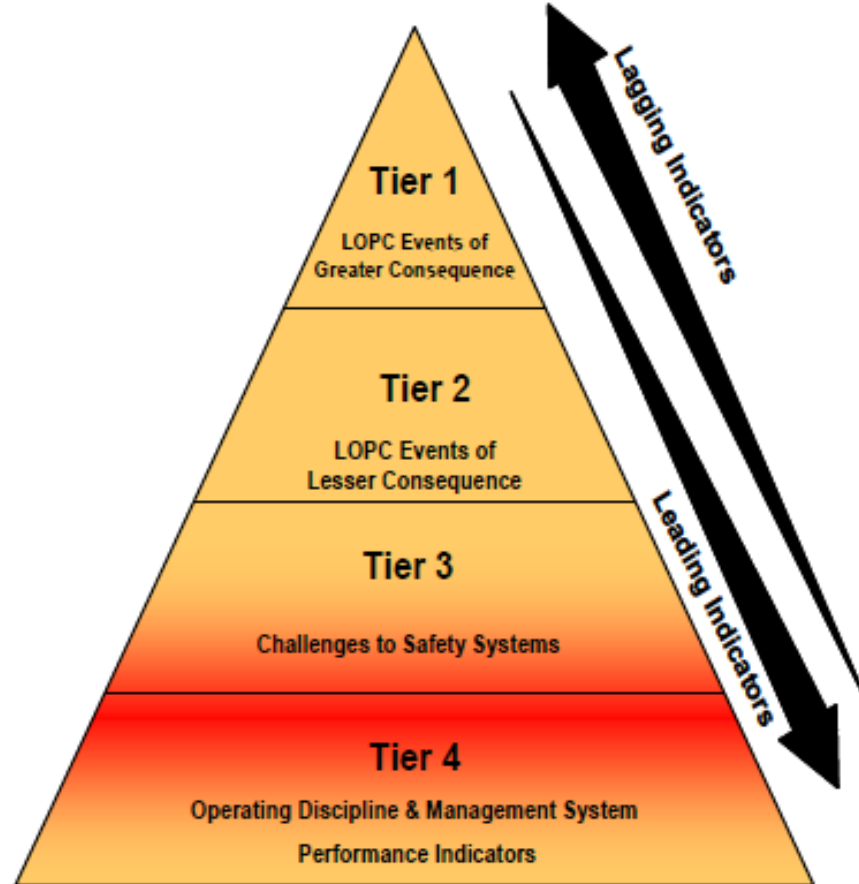 Tier 1
LOPC Events of
Greater Consequence
Tier 2
LOPC Events of
Lesser Consequence
Tier 3
Challenges to Safety Systems
Tier 4
Operating Discipline & Management System
Performance Indicators
Lagging Indicators
Leading Indicators